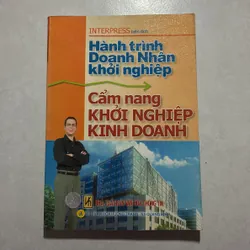 INTERPRESS
Hành trình
Doanh Nhân
khởi nghiệp
Cẩm nang
KHỞI NGHIỆP
KINH DOANH